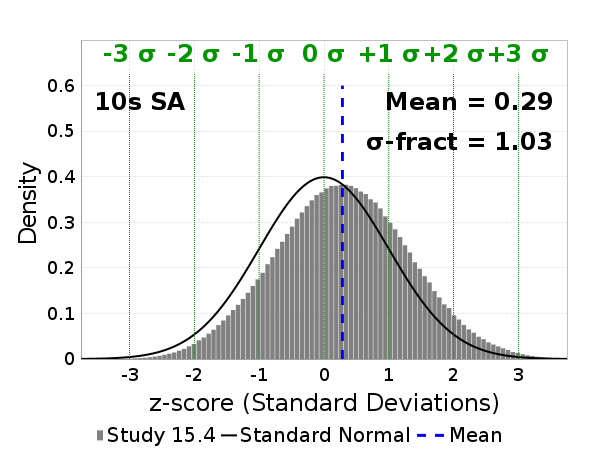 -3 σ -2 σ -1 σ 0 σ +1 σ +2 σ +3 σ
0.6
10s SA
Mean = 0.29
0.5
σ-fract = 1.03
0.4
0.3
0.2
0.1
0
Density
-3 -2 -1 0 1 2 3
z-score (Standard Deviations)
Study 15.4 Standard Normal Mean